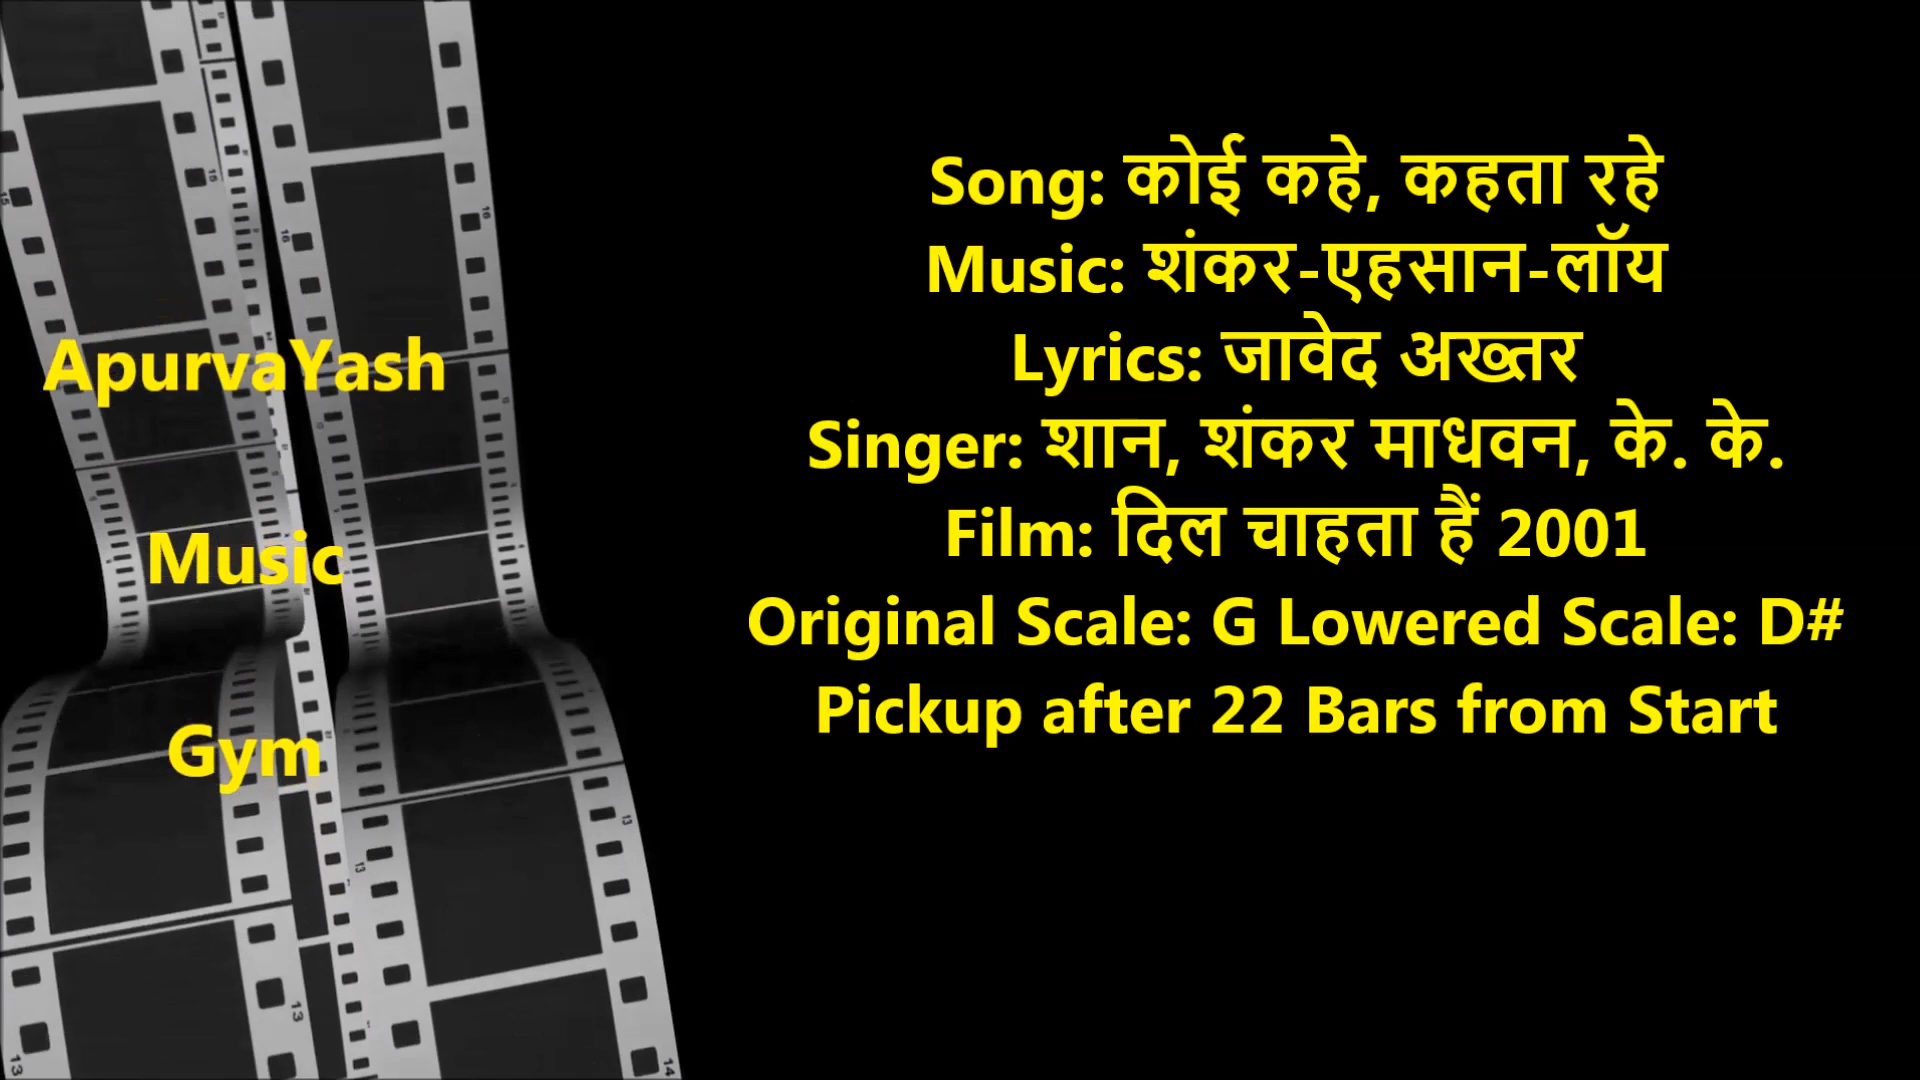 ApurvaYash
Music
Gym
Song: कोई कहे, कहता रहे
Music: शंकर-एहसान-लॉय
Lyrics: जावेद अख्तर
Singer: शान, शंकर माधवन, के. के.
Film: दिल चाहता हैं 2001
Original Scale: G Lowered Scale: D#
Pickup after 22 Bars from Start